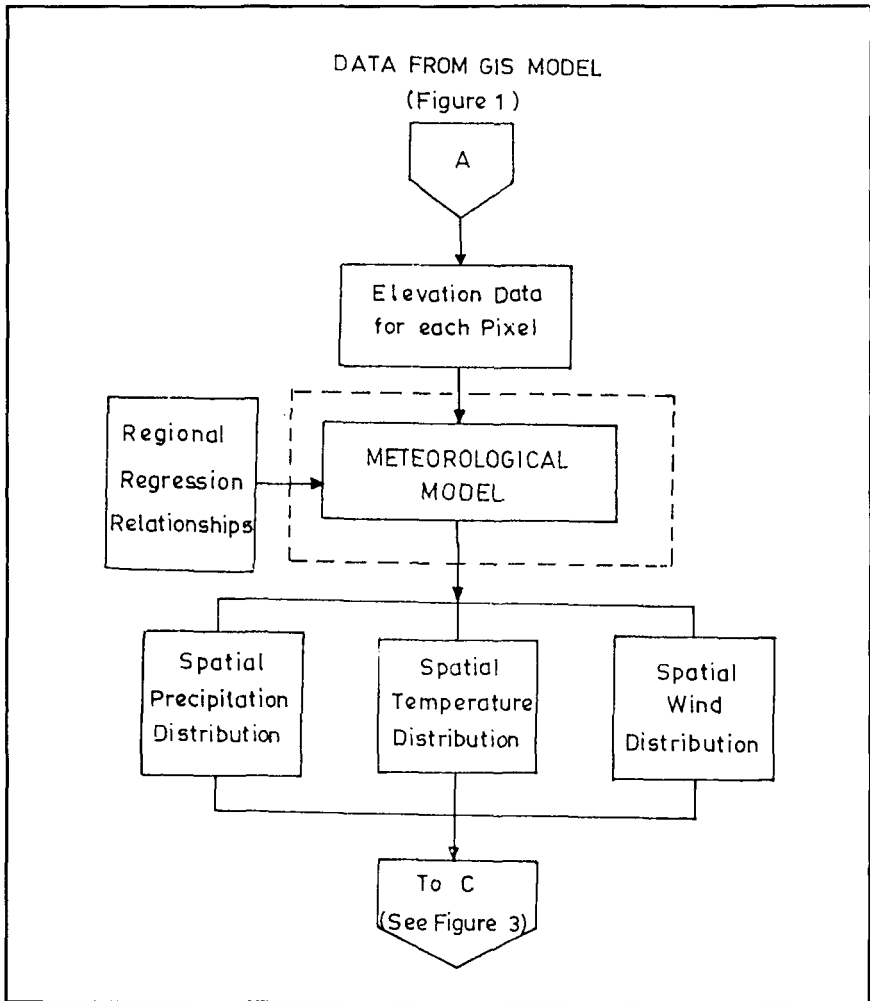 DATA FROM GIS MODEL
(Figure 1)
A
Elevation Data
for each Pixel
Regional
Regression
Relationships
METEOROLOGICAL
MODEL
Spatial
Precipitation
Distribution
Spatial
Temperature
Distribution
Spatial
Wind
Distribution
To C
(See Figure 3)